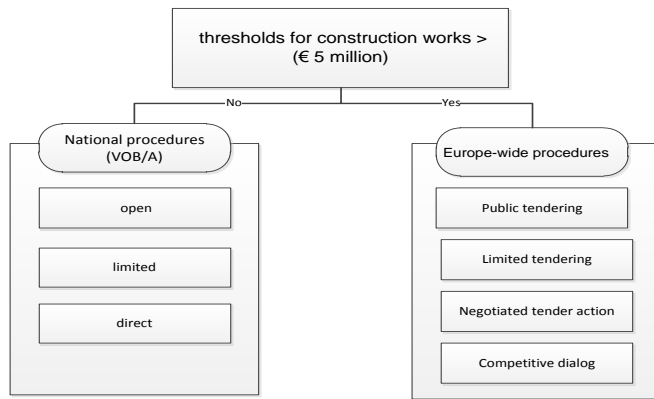 thresholds for construction works >
(€ 5 million)
No
Yes
National procedures
(VOB/A)
open
limited
direct
Europe-wide procedures
Public tendering
Limited tendering
Negotiated tender action
Competitive dialog